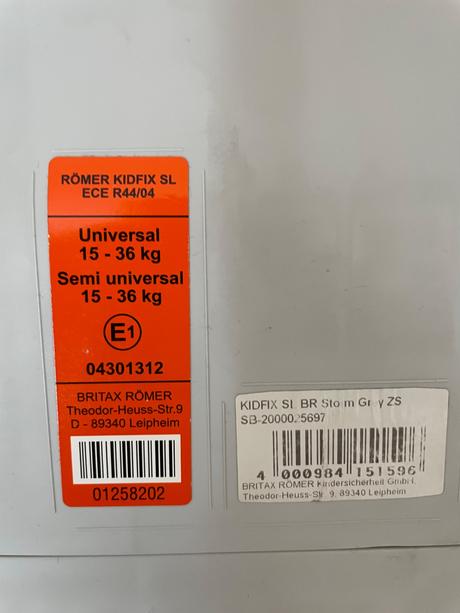 RÖMER KIDFIX SL
ECE R44/04
Universal
15 - 36 kg
Semi universal
15 - 36 kg
E1
04301312
BRITAX RÖMER
Theodor-Heuss-Str.9
D - 89340 Leipheim
01258202
KIDFIX SL BR Storm Grey ZS
SB-2000025697
4 000984 151596
BRITAX RÖMER Kindersicherheit GmbH,
Theodor-Heuss-Str. 9, 89340 Leipheim